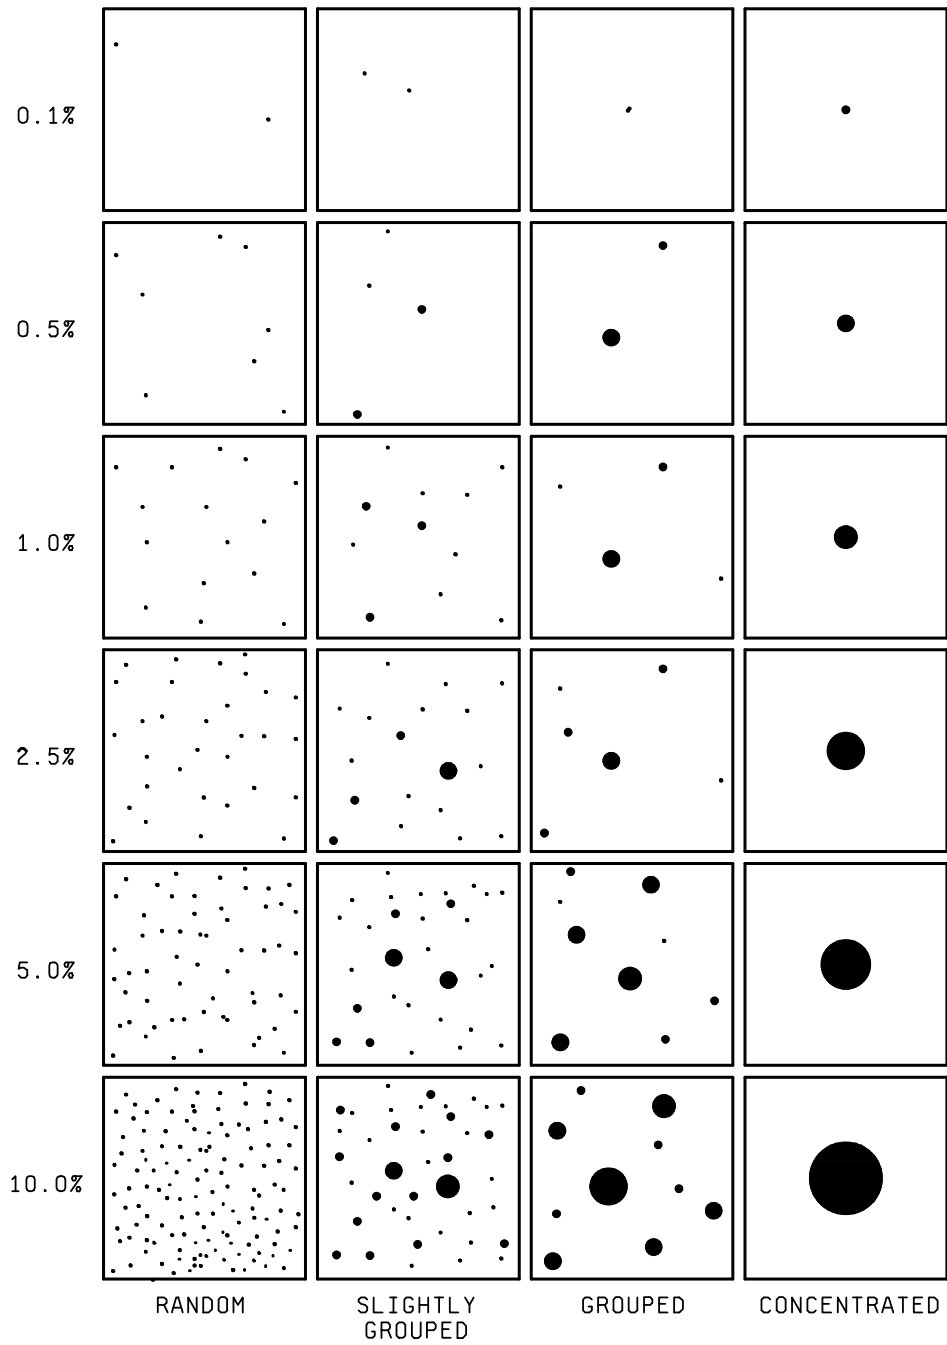 0.1%
0.5%
1.0%
2.5%
5.0%
10.0%
RANDOM
SLIGHTLY
GROUPED
GROUPED
CONCENTRATED